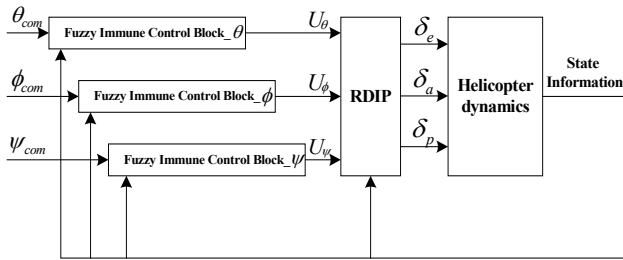 θcom
Fuzzy Immune Control Block_θ
Uθ
δe
State
Information
ϕcom
Fuzzy Immune Control Block_ϕ
Uϕ
RDIP
δa
Helicopter
dynamics
ψcom
Fuzzy Immune Control Block_ψ
Uψ
δp